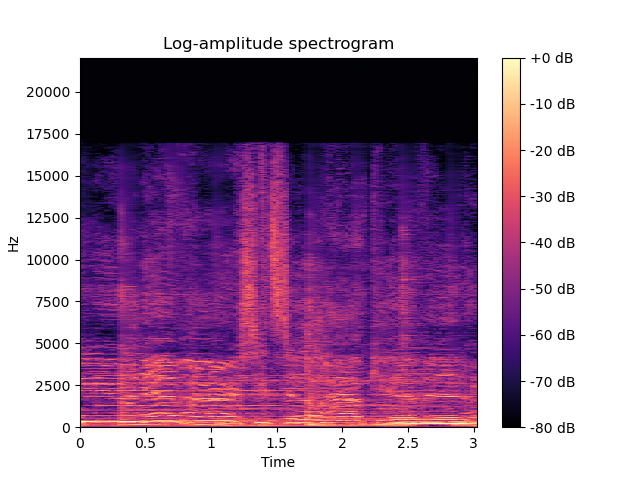 Log-amplitude spectrogram
Hz
20000
17500
15000
12500
10000
7500
5000
2500
0
0 0.5 1 1.5 2 2.5 3
Time
+0 dB
-10 dB
-20 dB
-30 dB
-40 dB
-50 dB
-60 dB
-70 dB
-80 dB